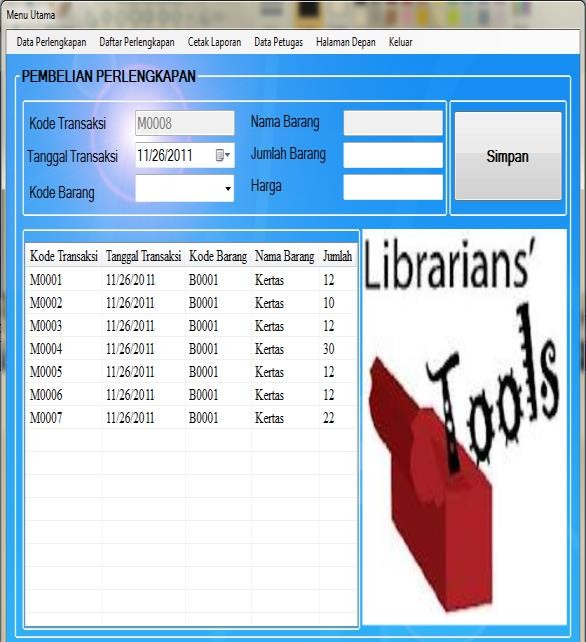 Menu Utama
Data Perlengkapan Daftar Perlengkapan Cetak Laporan Data Petugas Halaman Depan Keluar
PEMBELIAN PERLENGKAPAN
Kode Transaksi M0008 Nama Barang
Tanggal Transaksi 11/26/2011 Jumlah Barang
Kode Barang Harga
Simpan
Kode Transaksi Tanggal Transaksi Kode Barang Nama Barang Jumlah
M0001 11/26/2011 B0001 Kertas 12
M0002 11/26/2011 B0001 Kertas 10
M0003 11/26/2011 B0001 Kertas 12
M0004 11/26/2011 B0001 Kertas 30
M0005 11/26/2011 B0001 Kertas 12
M0006 11/26/2011 B0001 Kertas 12
M0007 11/26/2011 B0001 Kertas 22
Librarians'
Tools